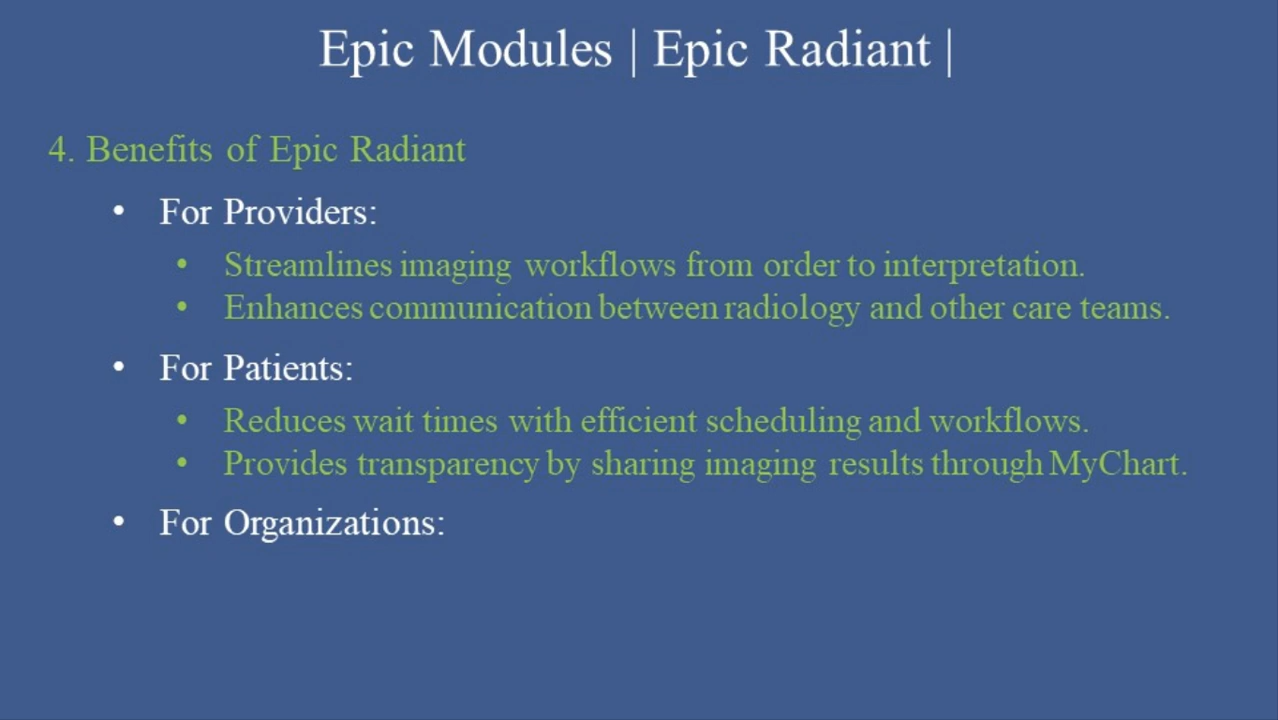 Epic Modules | Epic Radiant |
4. Benefits of Epic Radiant
• For Providers:
• Streamlines imaging workflows from order to interpretation.
• Enhances communication between radiology and other care teams.
• For Patients:
• Reduces wait times with efficient scheduling and workflows.
• Provides transparency by sharing imaging results through MyChart.
• For Organizations: